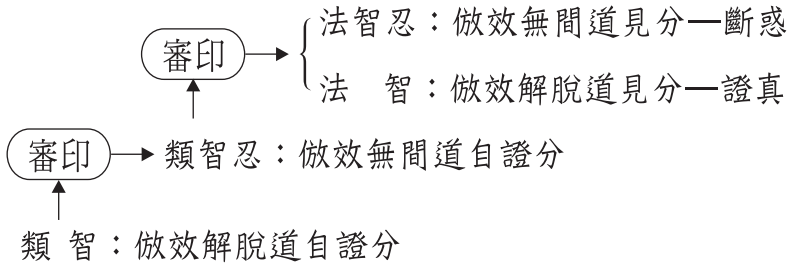 法智忍：倣效無間道見分—斷惑
審印
法　智：倣效解脫道見分—證真
審印
類智忍：倣效無間道自證分
類 智：倣效解脫道自證分